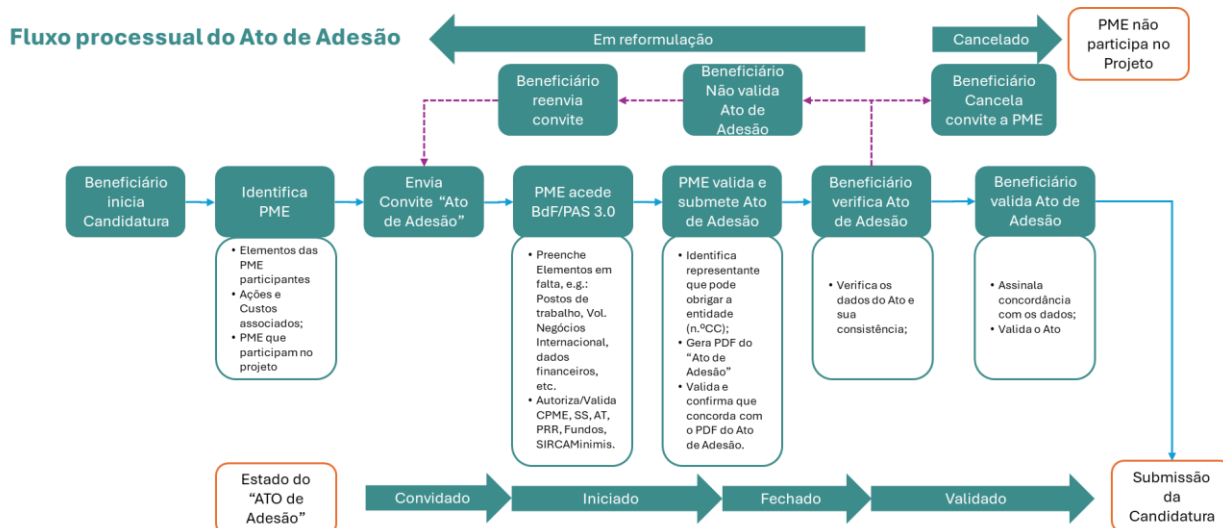 Fluxo processual do Ato de Adesão
Em reformulação
Cancelado
PME não
participa no
Projeto
Beneficiário
reenvia
convite
Beneficiário
Não valida
Ato de
Adesão
Beneficiário
Cancela
convite a PME
Beneficiário
inicia
Candidatura
Identifica
PME
Envia
Convite “Ato
de Adesão”
PME acede
BdF/PAS 3.0
PME valida e
submete Ato de
Adesão
Beneficiário
verifica Ato
de Adesão
Beneficiário
valida Ato de
Adesão
• Elementos das
PME
participantes
• Ações e
Custos
associados;
• PME que
participam no
projeto
• Preenche
Elementos em
falta, e.g.:
Postos de
trabalho, Vol.
Negócios
Internacional,
dados
financeiros,
etc.
• Autoriza/Valida
CPME, SS, AT,
PRR, Fundos,
SIRCAMinimis.
• Identifica
representante
que pode
obrigar a
entidade
(n.ºCC);
• Gera PDF do
“Ato de
Adesão”
• Valida e
confirma que
concorda com
o PDF do Ato
de Adesão.
• Verifica os
dados do Ato e
sua
consistência;
• Assinala
concordância
com os dados;
• Valida o Ato
Estado do
“ATO de
Adesão”
Convidado
Iniciado
Fechado
Validado
Submissão
da
Candidatura